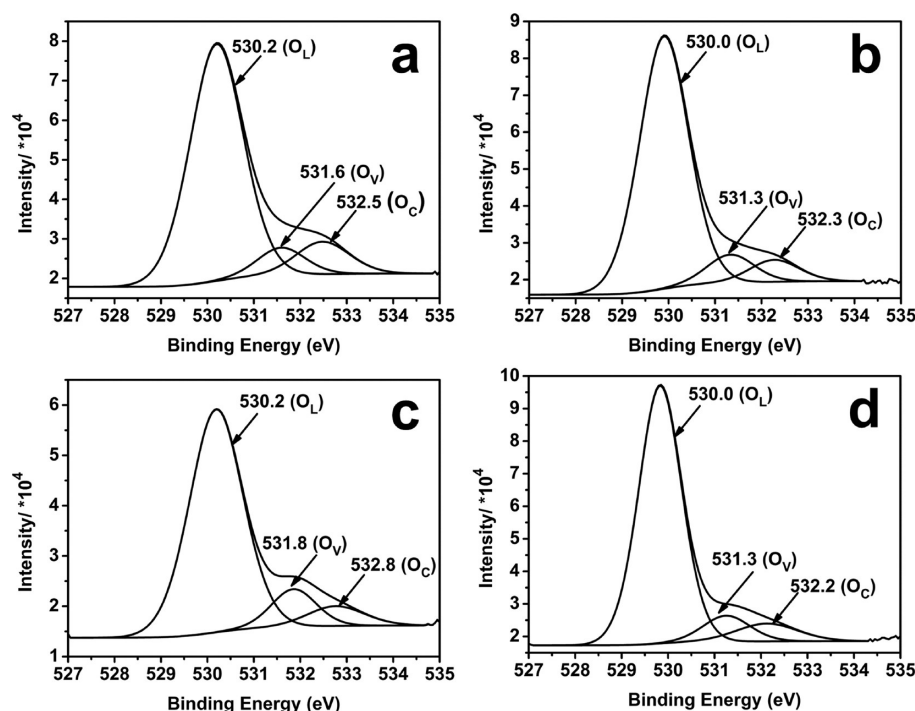 a
530.2 (O_L)
531.6 (O_V)
532.5 (O_C)
8
7
6
5
4
3
2
Intensity/ *10^4
527 528 529 530 531 532 533 534 535
Binding Energy (eV)
b
530.0 (O_L)
531.3 (O_V)
532.3 (O_C)
9
8
7
6
5
4
3
2
Intensity/ *10^4
527 528 529 530 531 532 533 534 535
Binding Energy (eV)
c
530.2 (O_L)
531.8 (O_V)
532.8 (O_C)
6
5
4
3
2
1
Intensity/ *10^4
527 528 529 530 531 532 533 534 535
Binding Energy (eV)
d
530.0 (O_L)
531.3 (O_V)
532.2 (O_C)
10
9
8
7
6
5
4
3
2
Intensity/ *10^4
527 528 529 530 531 532 533 534 535
Binding Energy (eV)